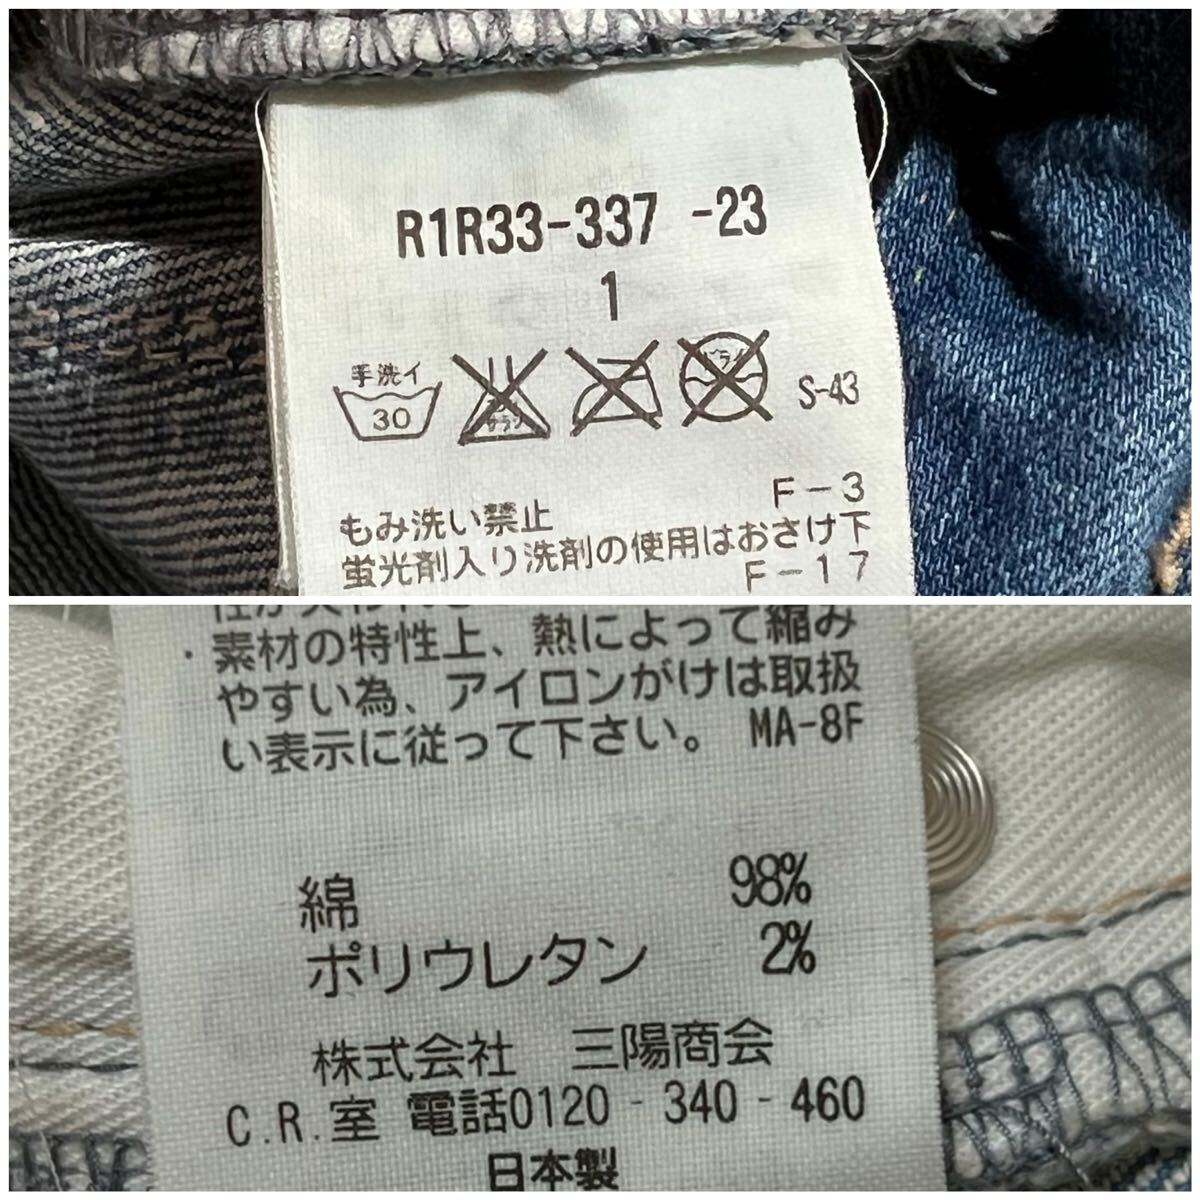 R1R33-337 -23
1
手洗イ
30
ドライ
S-43
F-3
もみ洗い禁止
蛍光剤入り洗剤の使用はおさけ下
F-17
・素材の特性上、熱によって縮み
やすい為、アイロンがけは取扱
い表示に従って下さい。 MA-8F
綿 98%
ポリウレタン 2%
株式会社 三陽商会
C.R.室 電話0120-340-460
日本製